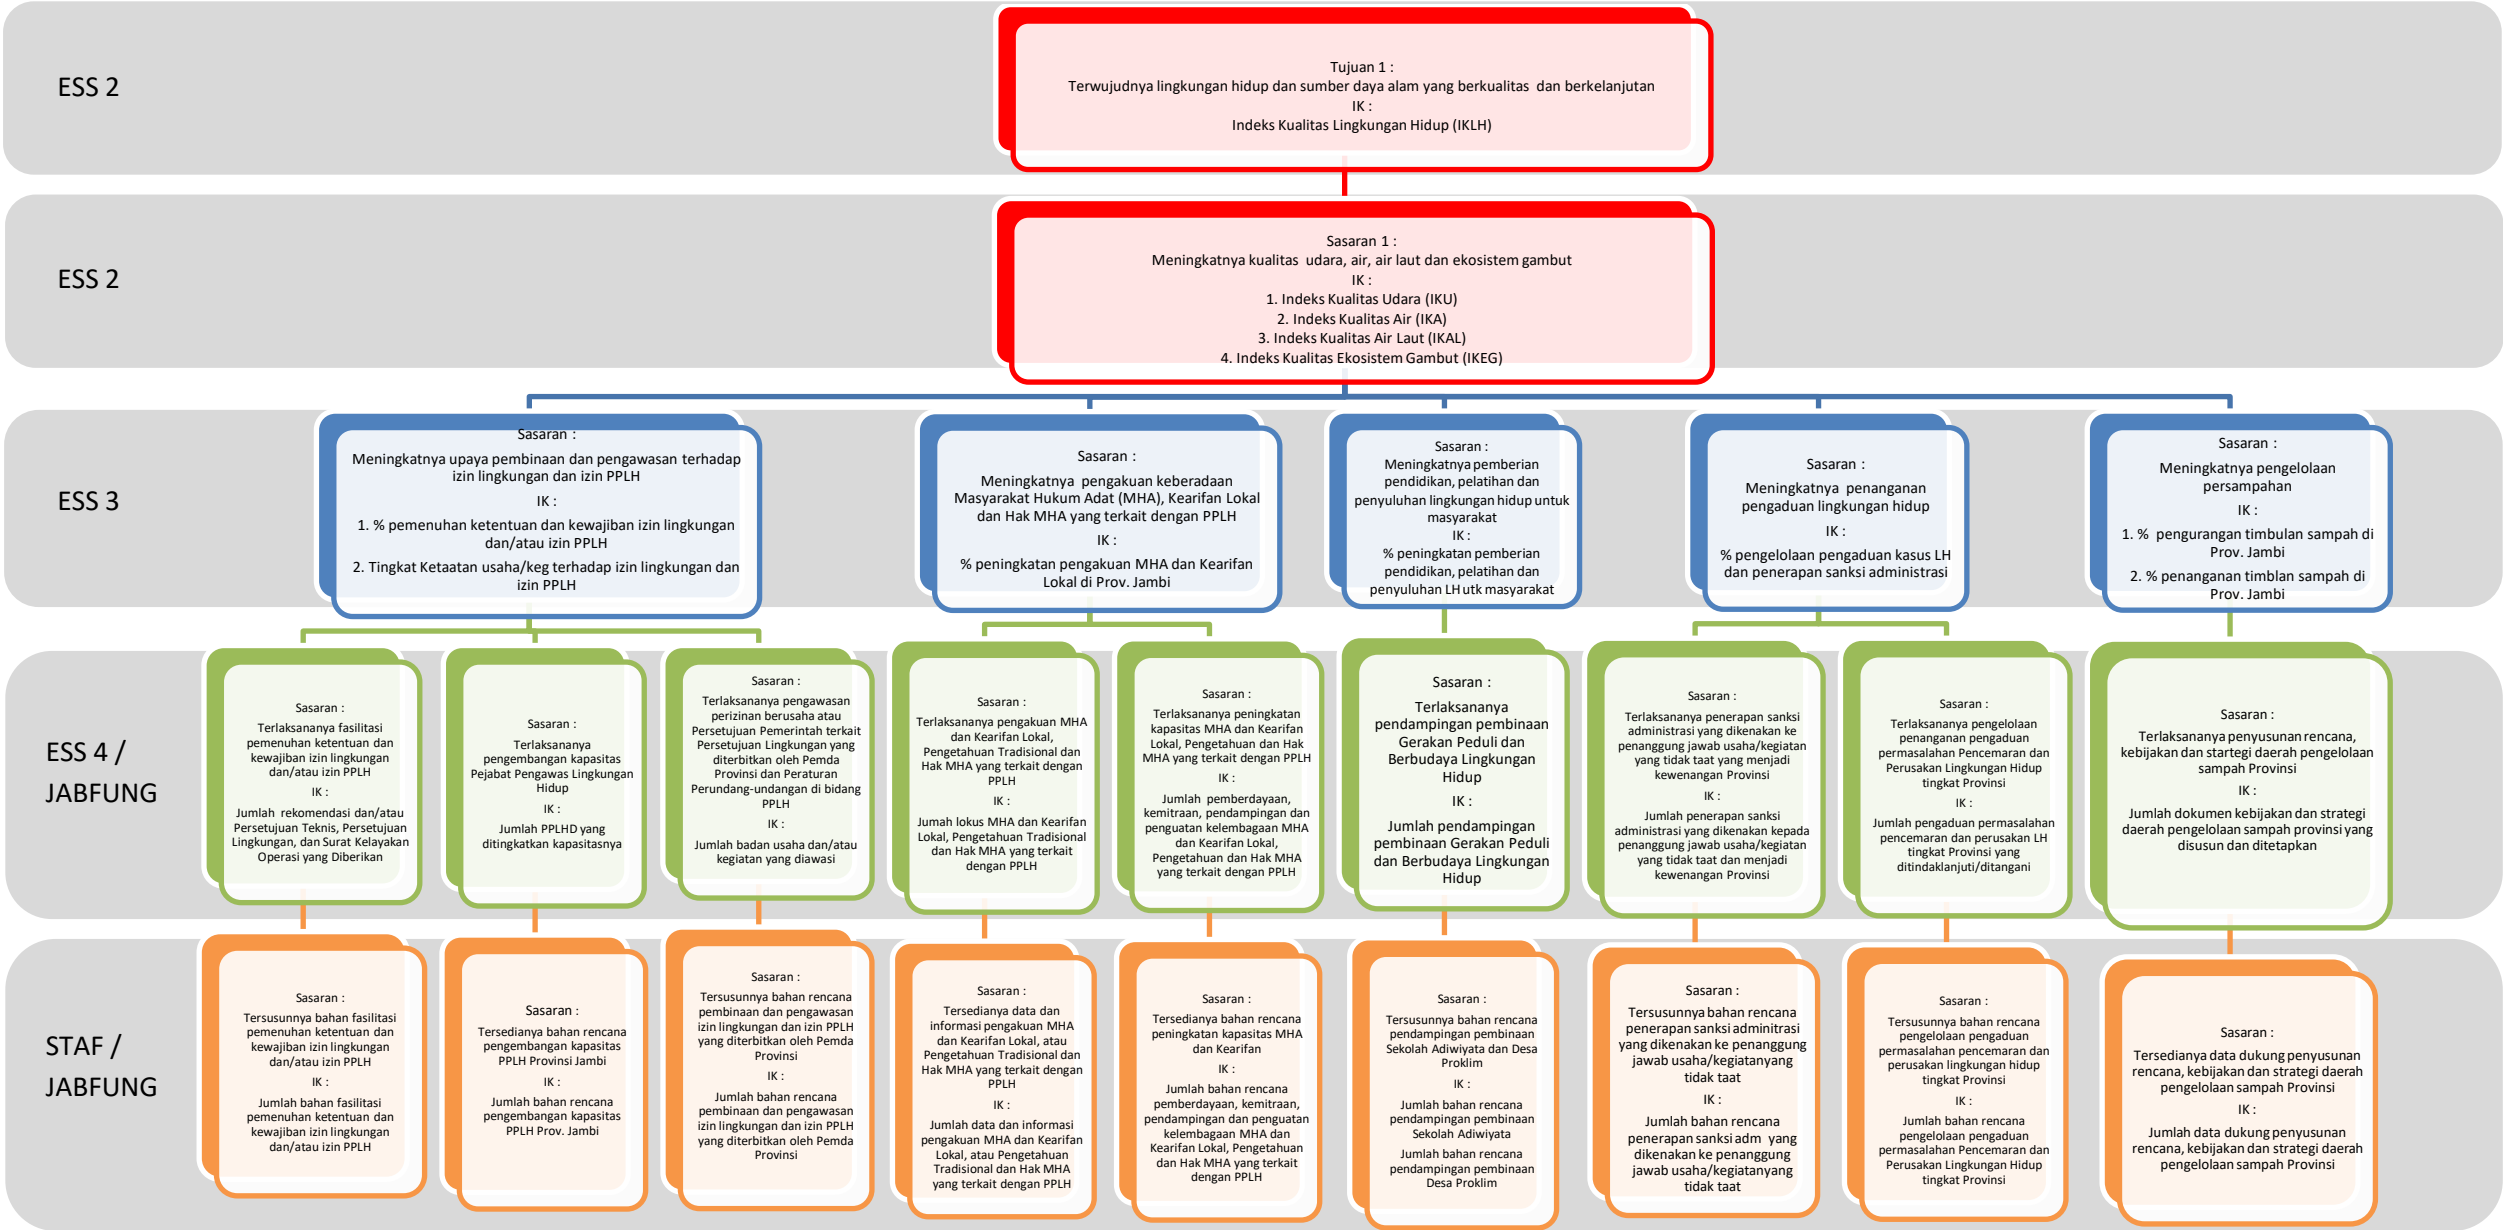 ESS 2
Tujuan 1 :
Terwujudnya lingkungan hidup dan sumber daya alam yang berkualitas dan berkelanjutan
IK :
Indeks Kualitas Lingkungan Hidup (IKLH)
ESS 2
Sasaran 1 :
Meningkatnya kualitas udara, air, air laut dan ekosistem gambut
IK :
1. Indeks Kualitas Udara (IKU)
2. Indeks Kualitas Air (IKA)
3. Indeks Kualitas Air Laut (IKAL)
4. Indeks Kualitas Ekosistem Gambut (IKEG)
ESS 3
Sasaran :
Meningkatnya upaya pembinaan dan pengawasan terhadap
izin lingkungan dan izin PPLH
IK :
1. % pemenuhan ketentuan dan kewajiban izin lingkungan
dan/atau izin PPLH
2. Tingkat Ketaatan usaha/keg terhadap izin lingkungan dan
izin PPLH
Sasaran :
Meningkatnya pengakuan keberadaan
Masyarakat Hukum Adat (MHA), Kearifan Lokal
dan Hak MHA yang terkait dengan PPLH
IK :
% peningkatan pengakuan MHA dan Kearifan
Lokal di Prov. Jambi
Sasaran :
Meningkatnya pemberian
pendidikan, pelatihan dan
penyuluhan lingkungan hidup untuk
masyarakat
IK :
% peningkatan pemberian
pendidikan, pelatihan dan
penyuluhan LH utk masyarakat
Sasaran :
Meningkatnya penanganan
pengaduan lingkungan hidup
IK :
% pengelolaan pengaduan kasus LH
dan penerapan sanksi administrasi
Sasaran :
Meningkatnya pengelolaan
persampahan
IK :
1. % pengurangan timbulan sampah di
Prov. Jambi
2. % penanganan timblan sampah di
Prov. Jambi
ESS 4 /
JABFUNG
Sasaran :
Terlaksananya fasilitasi
pemenuhan ketentuan dan
kewajiban izin lingkungan
dan/atau izin PPLH
IK :
Jumlah rekomendasi dan/atau
Persetujuan Teknis, Persetujuan
Lingkungan, dan Surat Kelayakan
Operasi yang Diberikan
Sasaran :
Terlaksananya
pengembangan kapasitas
Pejabat Pengawas Lingkungan
Hidup
IK :
Jumlah PPLHD yang
ditingkatkan kapasitasnya
Sasaran :
Terlaksananya pengawasan
perizinan berusaha atau
Persetujuan Pemerintah terkait
Persetujuan Lingkungan yang
diterbitkan oleh Pemda
Provinsi dan Peraturan
Perundang-undangan di bidang
PPLH
IK :
Jumlah badan usaha dan/atau
kegiatan yang diawasi
Sasaran :
Terlaksananya pengakuan MHA
dan Kearifan Lokal,
Pengetahuan Tradisional dan
Hak MHA yang terkait dengan
PPLH
IK :
Jumah lokus MHA dan Kearifan
Lokal, Pengetahuan Tradisional
dan Hak MHA yang terkait
dengan PPLH
Sasaran :
Terlaksananya peningkatan
kapasitas MHA dan Kearifan
Lokal, Pengetahuan dan Hak
MHA yang terkait dengan PPLH
IK :
Jumlah pemberdayaan,
kemitraan, pendampingan dan
penguatan kelembagaan MHA
dan Kearifan Lokal,
Pengetahuan dan Hak MHA
yang terkait dengan PPLH
Sasaran :
Terlaksananya
pendampingan pembinaan
Gerakan Peduli dan
Berbudaya Lingkungan
Hidup
IK :
Jumlah pendampingan
pembinaan Gerakan Peduli
dan Berbudaya Lingkungan
Hidup
Sasaran :
Terlaksananya penerapan sanksi
administrasi yang dikenakan ke
penanggung jawab usaha/kegiatan
yang tidak taat yang menjadi
kewenangan Provinsi
IK :
Jumlah penerapan sanksi
administrasi yang dikenakan kepada
penanggung jawab usaha/kegiatan
yang tidak taat dan menjadi
kewenangan Provinsi
Sasaran :
Terlaksananya pengelolaan
penanganan pengaduan
permasalahan Pencemaran dan
Perusakan Lingkungan Hidup
tingkat Provinsi
IK :
Jumlah pengaduan permasalahan
pencemaran dan perusakan LH
tingkat Provinsi yang
ditindaklanjuti/ditangani
Sasaran :
Terlaksananya penyusunan rencana,
kebijakan dan startegi daerah pengelolaan
sampah Provinsi
IK :
Jumlah dokumen kebijakan dan strategi
daerah pengelolaan sampah provinsi yang
disusun dan ditetapkan
STAF /
JABFUNG
Sasaran :
Tersusunnya bahan fasilitasi
pemenuhan ketentuan dan
kewajiban izin lingkungan
dan/atau izin PPLH
IK :
Jumlah bahan fasilitasi
pemenuhan ketentuan dan
kewajiban izin lingkungan
dan/atau izin PPLH
Sasaran :
Tersedianya bahan rencana
pengembangan kapasitas
PPLH Provinsi Jambi
IK :
Jumlah bahan rencana
pengembangan kapasitas
PPLH Prov. Jambi
Sasaran :
Tersusunnya bahan rencana
pembinaan dan pengawasan
izin lingkungan dan izin PPLH
yang diterbitkan oleh Pemda
Provinsi
IK :
Jumlah bahan rencana
pembinaan dan pengawasan
izin lingkungan dan izin PPLH
yang diterbitkan oleh Pemda
Provinsi
Sasaran :
Tersedianya data dan
informasi pengakuan MHA
dan Kearifan Lokal, atau
Pengetahuan Tradisional dan
Hak MHA yang terkait dengan
PPLH
IK :
Jumlah data dan informasi
pengakuan MHA dan Kearifan
Lokal, atau Pengetahuan
Tradisional dan Hak MHA
yang terkait dengan PPLH
Sasaran :
Tersedianya bahan rencana
peningkatan kapasitas MHA
dan Kearifan
IK :
Jumlah bahan rencana
pemberdayaan, kemitraan,
pendampingan dan penguatan
kelembagaan MHA dan
Kearifan Lokal, Pengetahuan
dan Hak MHA yang terkait
dengan PPLH
Sasaran :
Tersusunnya bahan rencana
pendampingan pembinaan
Sekolah Adiwiyata dan Desa
Proklim
IK :
Jumlah bahan rencana
pendampingan pembinaan
Sekolah Adiwiyata
Jumlah bahan rencana
pendampingan pembinaan
Desa Proklim
Sasaran :
Tersusunnya bahan rencana
penerapan sanksi adminitrasi
yang dikenakan ke penanggung
jawab usaha/kegiatanyang
tidak taat
IK :
Jumlah bahan rencana
penerapan sanksi adm yang
dikenakan ke penanggung
jawab usaha/kegiatanyang
tidak taat
Sasaran :
Tersusunnya bahan rencana
pengelolaan pengaduan
permasalahan pencemaran dan
perusakan lingkungan hidup
tingkat Provinsi
IK :
Jumlah bahan rencana
pengelolaan pengaduan
permasalahan Pencemaran dan
Perusakan Lingkungan Hidup
tingkat Provinsi
Sasaran :
Tersedianya data dukung penyusunan
rencana, kebijakan dan strategi daerah
pengelolaan sampah Provinsi
IK :
Jumlah data dukung penyusunan
rencana, kebijakan dan strategi daerah
pengelolaan sampah Provinsi